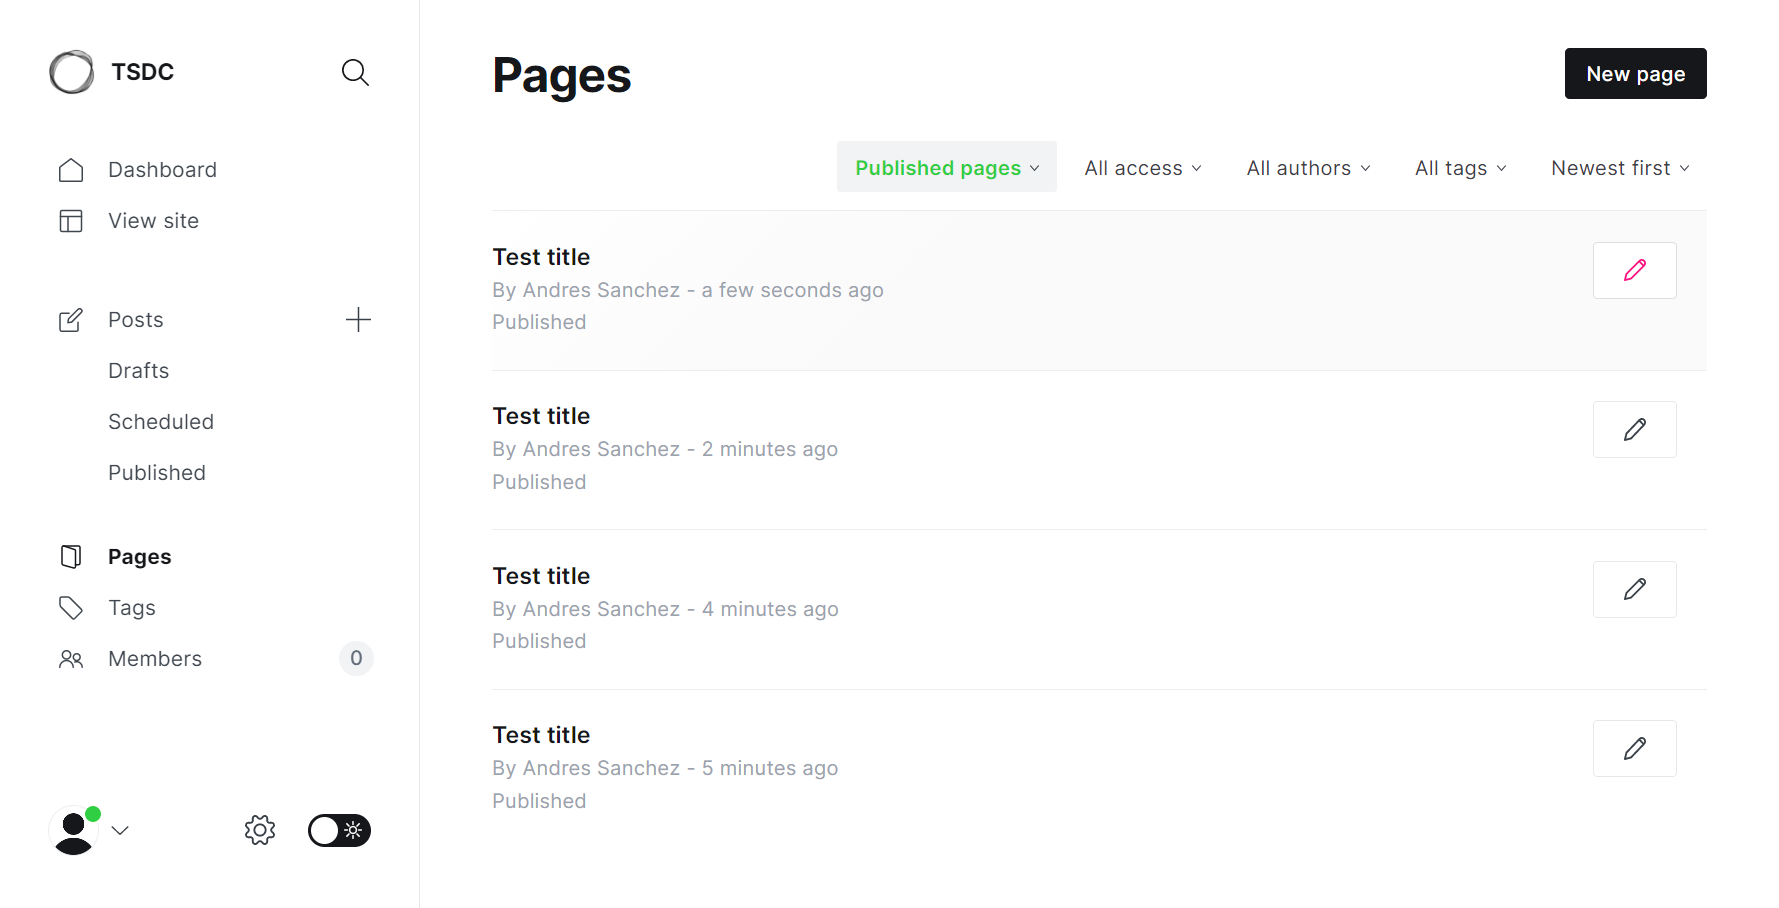 TSDC
Dashboard
View site
Posts
Drafts
Scheduled
Published
Pages
Tags
Members 0
Pages
New page
Published pages All access All authors All tags Newest first
Test title
By Andres Sanchez - a few seconds ago
Published
Test title
By Andres Sanchez - 2 minutes ago
Published
Test title
By Andres Sanchez - 4 minutes ago
Published
Test title
By Andres Sanchez - 5 minutes ago
Published